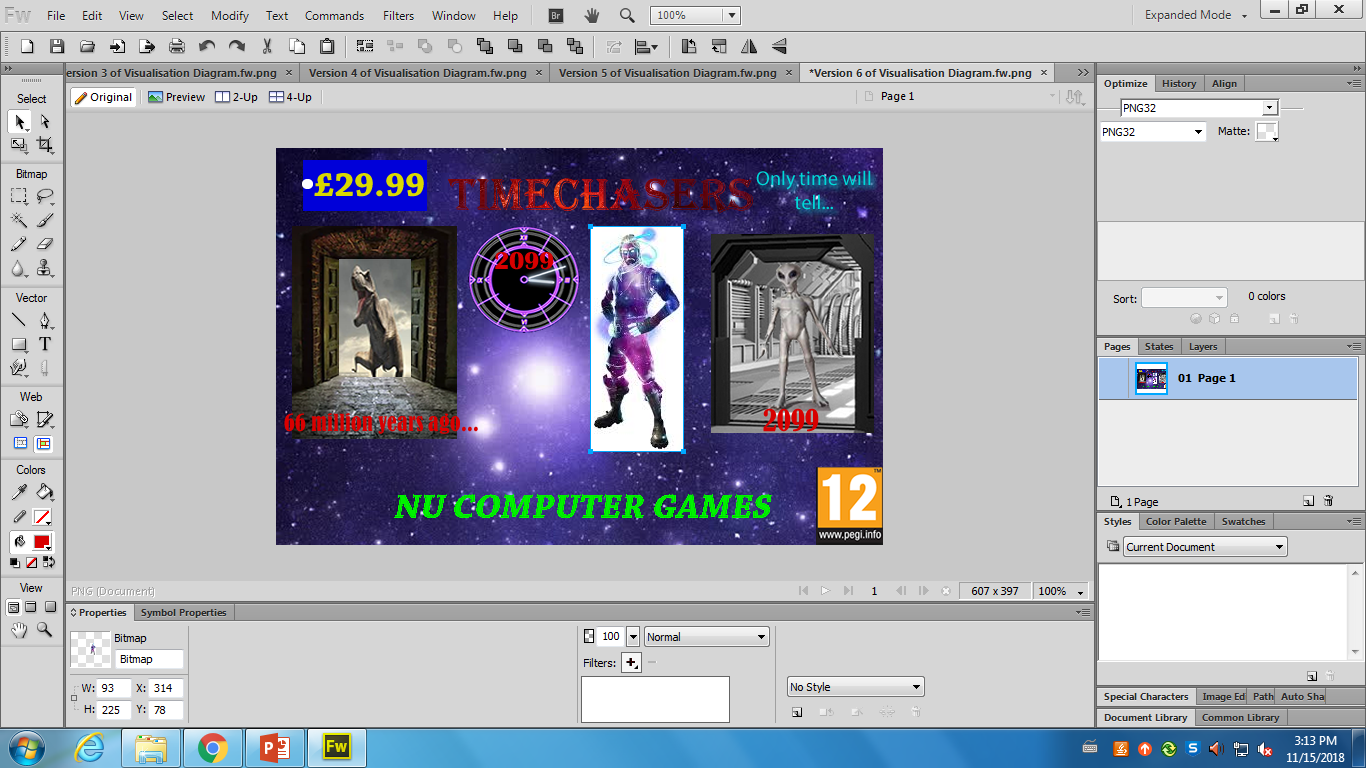 Fw File Edit View Select Modify Text Commands Filters Window Help Br 100% Expanded Mode
ersion 3 of Visualisation Diagram.fw.png Version 4 of Visualisation Diagram.fw.png Version 5 of Visualisation Diagram.fw.png *Version 6 of Visualisation Diagram.fw.png
Original Preview 2-Up 4-Up Page 1
Select
Bitmap
Vector
Web
Colors
View
£29.99
TIMECHASERS
Only time will
tell...
2099
66 million years ago...
2099
NU COMPUTER GAMES
12
TM
www.pegi.info
PNG (Document) 1 607 x 397 100%
Properties Symbol Properties
Bitmap
Bitmap
W: 93 X: 314
H: 225 Y: 78
100 Normal
Filters:
No Style
Optimize History Align
PNG32
PNG32 Matte:
Sort: 0 colors
Pages States Layers
01 Page 1
1 Page
Styles Color Palette Swatches
Current Document
Special Characters Image Ed Path Auto Sha
Document Library Common Library
Fw
3:13 PM
11/15/2018